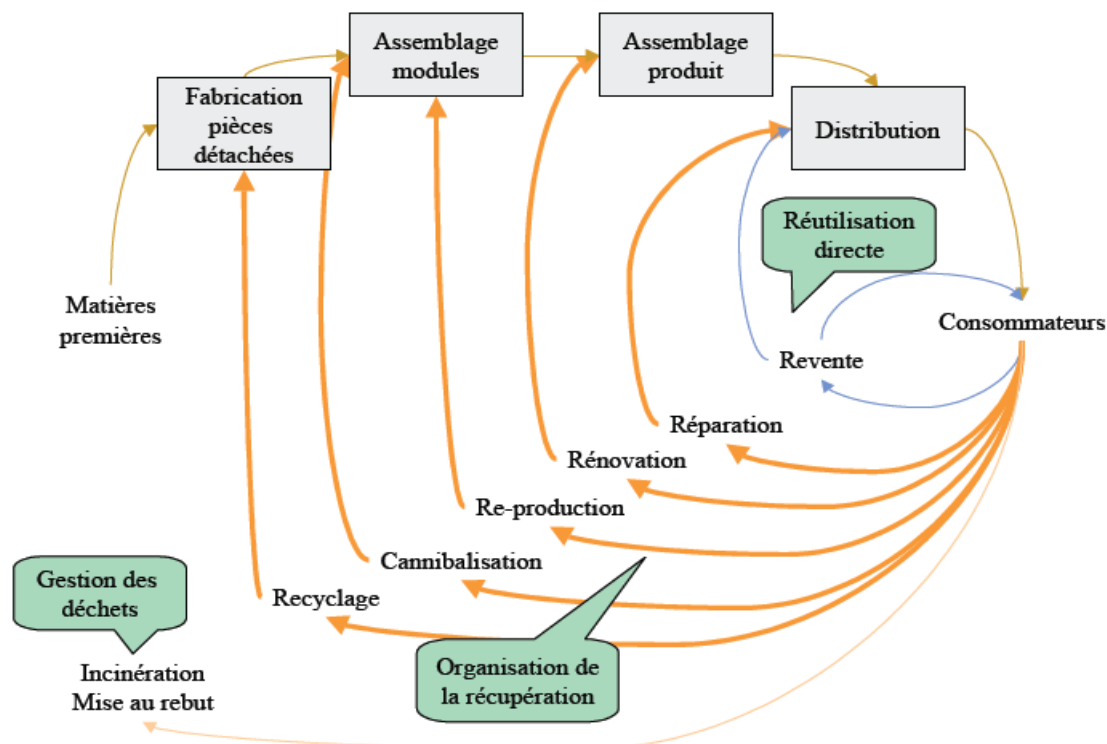 Assemblage
modules
Assemblage
produit
Fabrication
pièces
détachées
Distribution
Réutilisation
directe
Matières
premières
Consommateurs
Revente
Réparation
Rénovation
Re-production
Cannibalisation
Gestion des
déchets
Recyclage
Organisation de
la récupération
Incinération
Mise au rebut